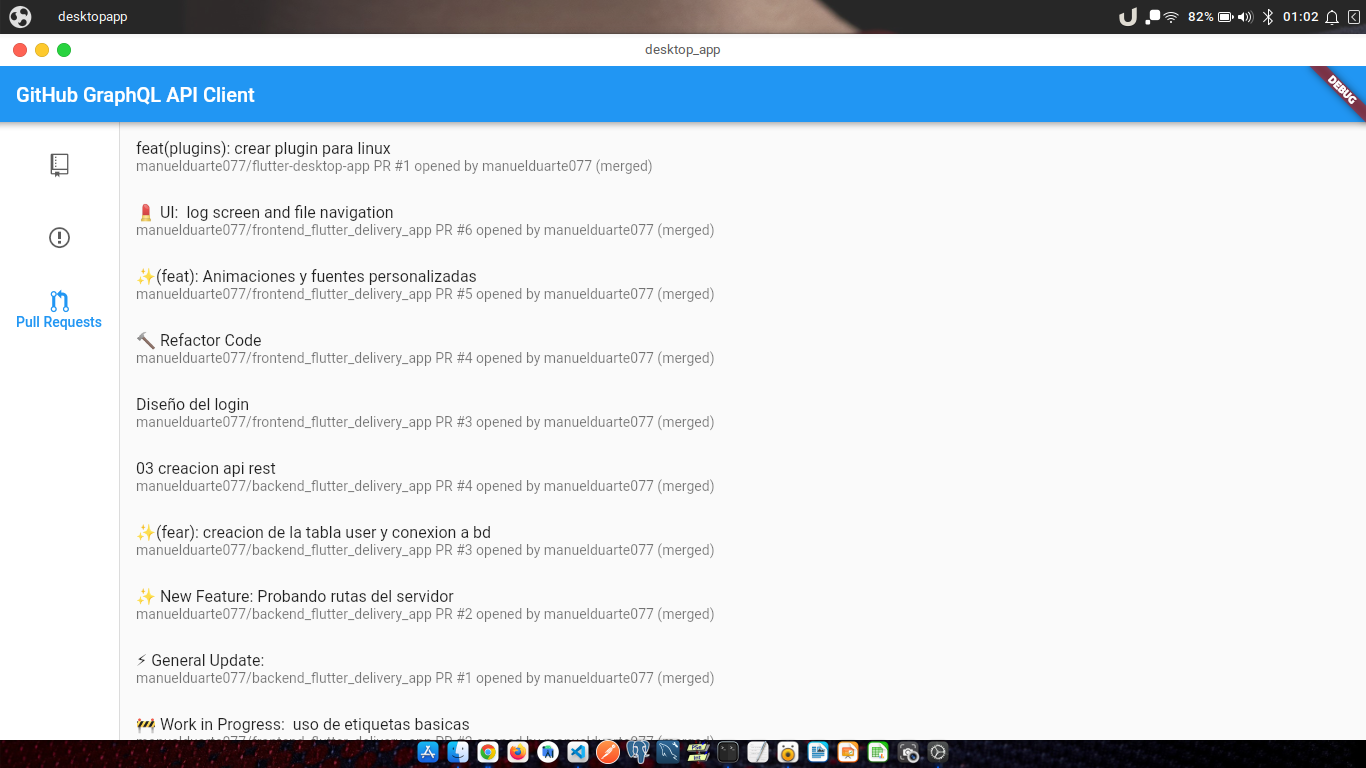 desktopapp
82%
01:02
desktop_app
GitHub GraphQL API Client
DEBUG
Pull Requests
feat(plugins): crear plugin para linux
manuelduarte077/flutter-desktop-app PR #1 opened by manuelduarte077 (merged)
💄 UI:  log screen and file navigation
manuelduarte077/frontend_flutter_delivery_app PR #6 opened by manuelduarte077 (merged)
✨(feat): Animaciones y fuentes personalizadas
manuelduarte077/frontend_flutter_delivery_app PR #5 opened by manuelduarte077 (merged)
🔨 Refactor Code
manuelduarte077/frontend_flutter_delivery_app PR #4 opened by manuelduarte077 (merged)
Diseño del login
manuelduarte077/frontend_flutter_delivery_app PR #3 opened by manuelduarte077 (merged)
03 creacion api rest
manuelduarte077/backend_flutter_delivery_app PR #4 opened by manuelduarte077 (merged)
✨(fear): creacion de la tabla user y conexion a bd
manuelduarte077/backend_flutter_delivery_app PR #3 opened by manuelduarte077 (merged)
✨ New Feature: Probando rutas del servidor
manuelduarte077/backend_flutter_delivery_app PR #2 opened by manuelduarte077 (merged)
⚡ General Update:
manuelduarte077/backend_flutter_delivery_app PR #1 opened by manuelduarte077 (merged)
🚧 Work in Progress:  uso de etiquetas basicas